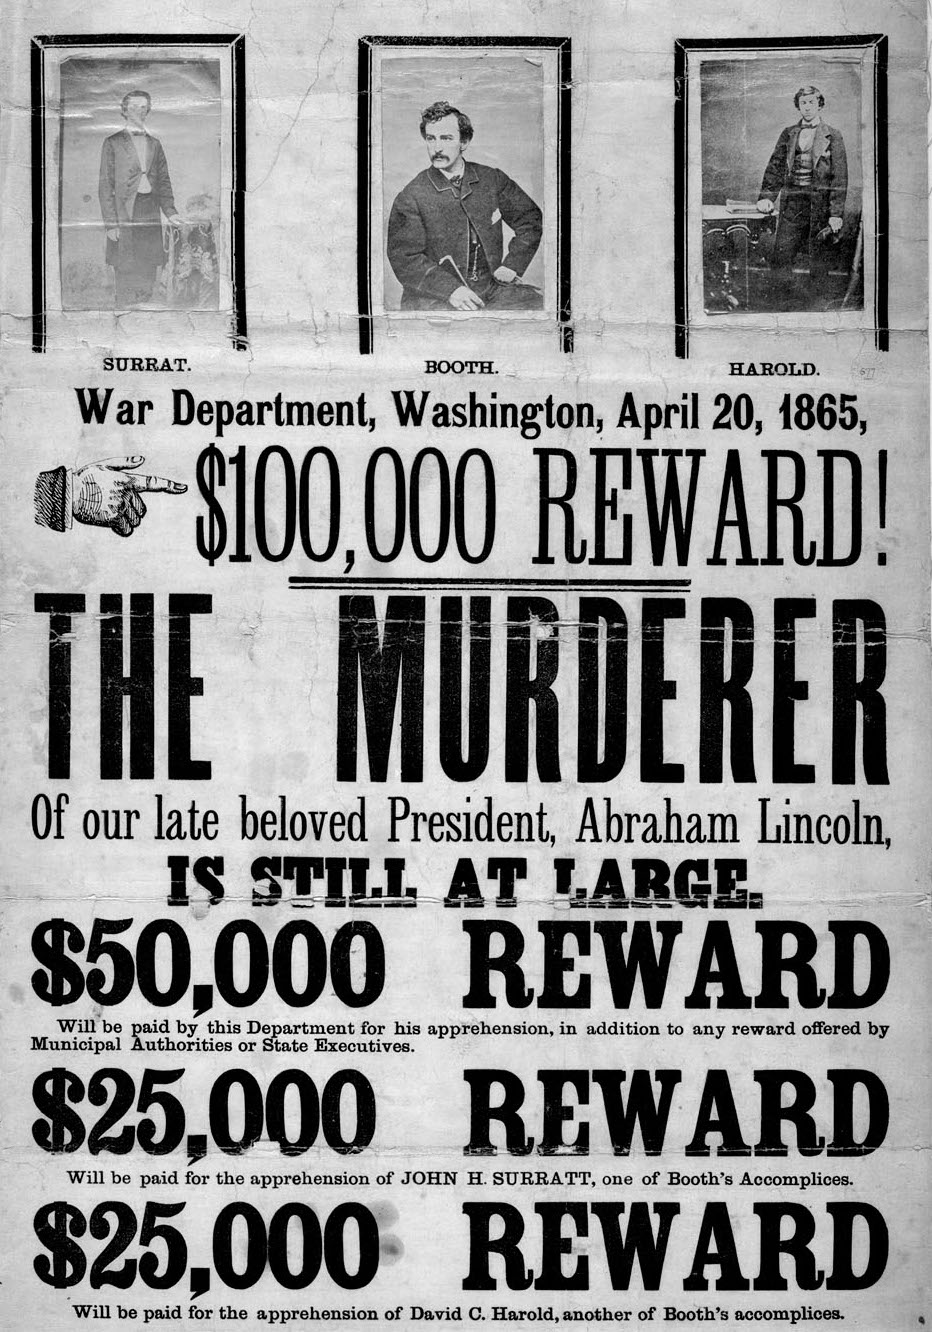 SURRAT. BOOTH. HAROLD.
War Department, Washington, April 20, 1865,
$100,000 REWARD!
THE MURDERER
Of our late beloved President, Abraham Lincoln,
IS STILL AT LARGE.
$50,000 REWARD
Will be paid by this Department for his apprehension, in addition to any reward offered by
Municipal Authorities or State Executives.
$25,000 REWARD
Will be paid for the apprehension of JOHN H. SURRATT, one of Booth's Accomplices.
$25,000 REWARD
Will be paid for the apprehension of David C. Harold, another of Booth's accomplices.